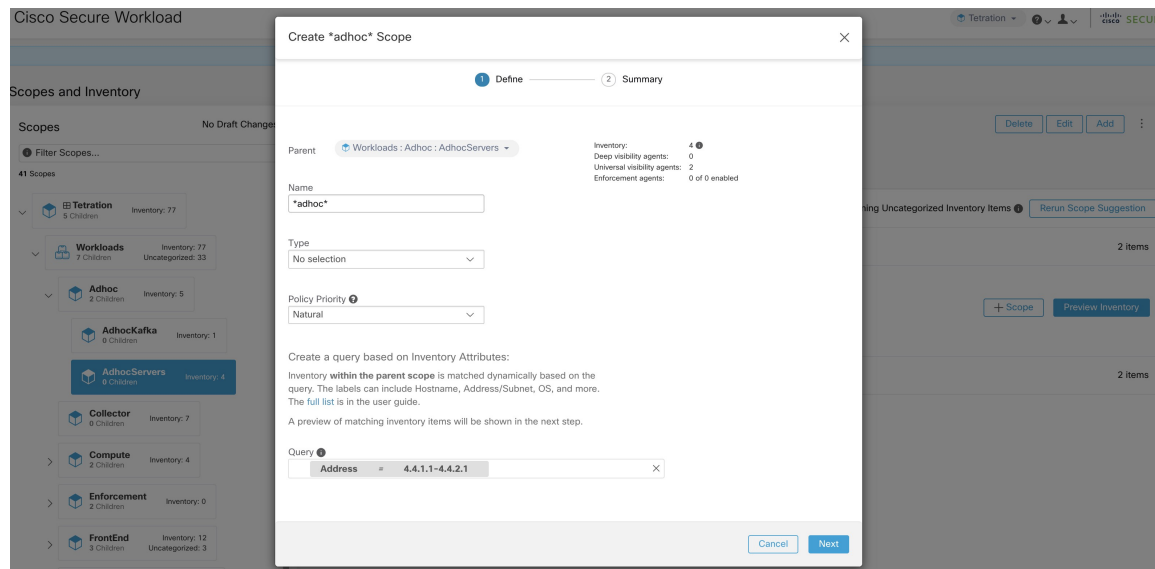 Cisco Secure Workload
Tetration
cisco SECU
Create *adhoc* Scope
1 Define
2 Summary
Scopes and Inventory
Scopes
No Draft Change
Delete
Edit
Add
Filter Scopes...
41 Scopes
Parent
Workloads : Adhoc : AdhocServers
Inventory: 4
Deep visibility agents: 0
Universal visibility agents: 2
Enforcement agents: 0 of 0 enabled
Name
*adhoc*
Tetration
5 Children
Inventory: 77
ning Uncategorized Inventory Items
Rerun Scope Suggestion
Type
No selection
Workloads
7 Children
Inventory: 77
Uncategorized: 33
2 items
Adhoc
2 Children
Inventory: 5
Policy Priority
Natural
+ Scope
Preview Inventory
AdhocKafka
0 Children
Inventory: 1
AdhocServers
0 Children
Inventory: 4
2 items
Create a query based on Inventory Attributes:
Inventory within the parent scope is matched dynamically based on the
query. The labels can include Hostname, Address/Subnet, OS, and more.
The full list is in the user guide.
A preview of matching inventory items will be shown in the next step.
Collector
0 Children
Inventory: 7
Compute
2 Children
Inventory: 4
Query
Address = 4.4.1.1-4.4.2.1
Enforcement
2 Children
Inventory: 0
FrontEnd
3 Children
Inventory: 12
Uncategorized: 3
Cancel
Next